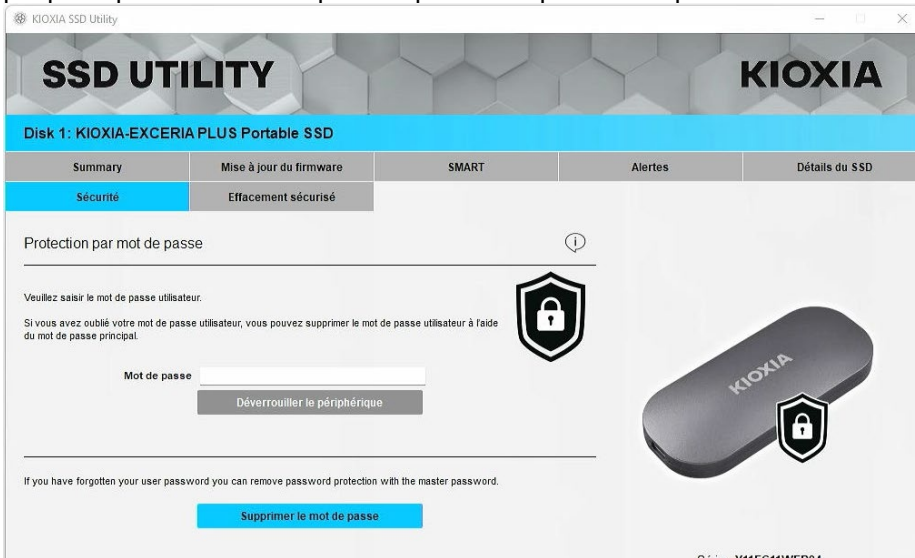 KIOXIA SSD Utility
SSD UTILITY
KIOXIA
Disk 1: KIOXIA-EXCERIA PLUS Portable SSD
Summary
Mise à jour du firmware
SMART
Alertes
Détails du SSD
Sécurité
Effacement sécurisé
Protection par mot de passe
Veuillez saisir le mot de passe utilisateur.
Si vous avez oublié votre mot de passe utilisateur, vous pouvez supprimer le mot de passe utilisateur à l'aide
du mot de passe principal.
Mot de passe
Déverrouiller le périphérique
KIOXIA
If you have forgotten your user password you can remove password protection with the master password.
Supprimer le mot de passe